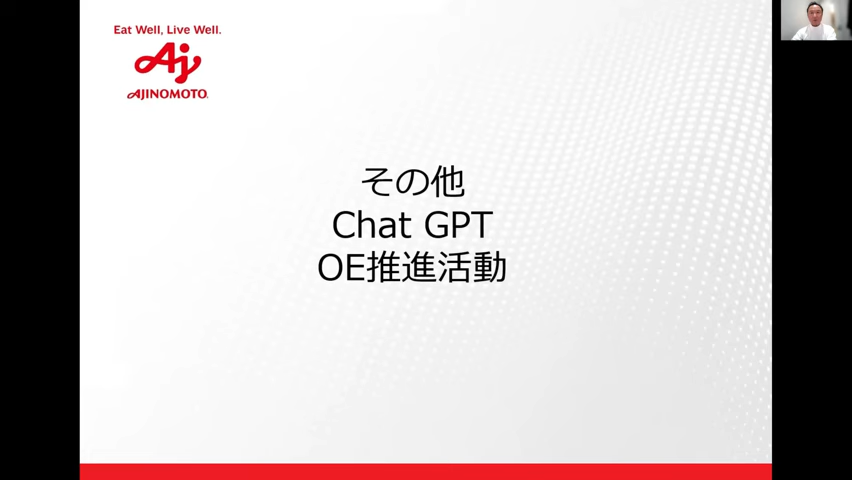 Eat Well, Live Well.
AJINOMOTO
その他
Chat GPT
OE推進活動